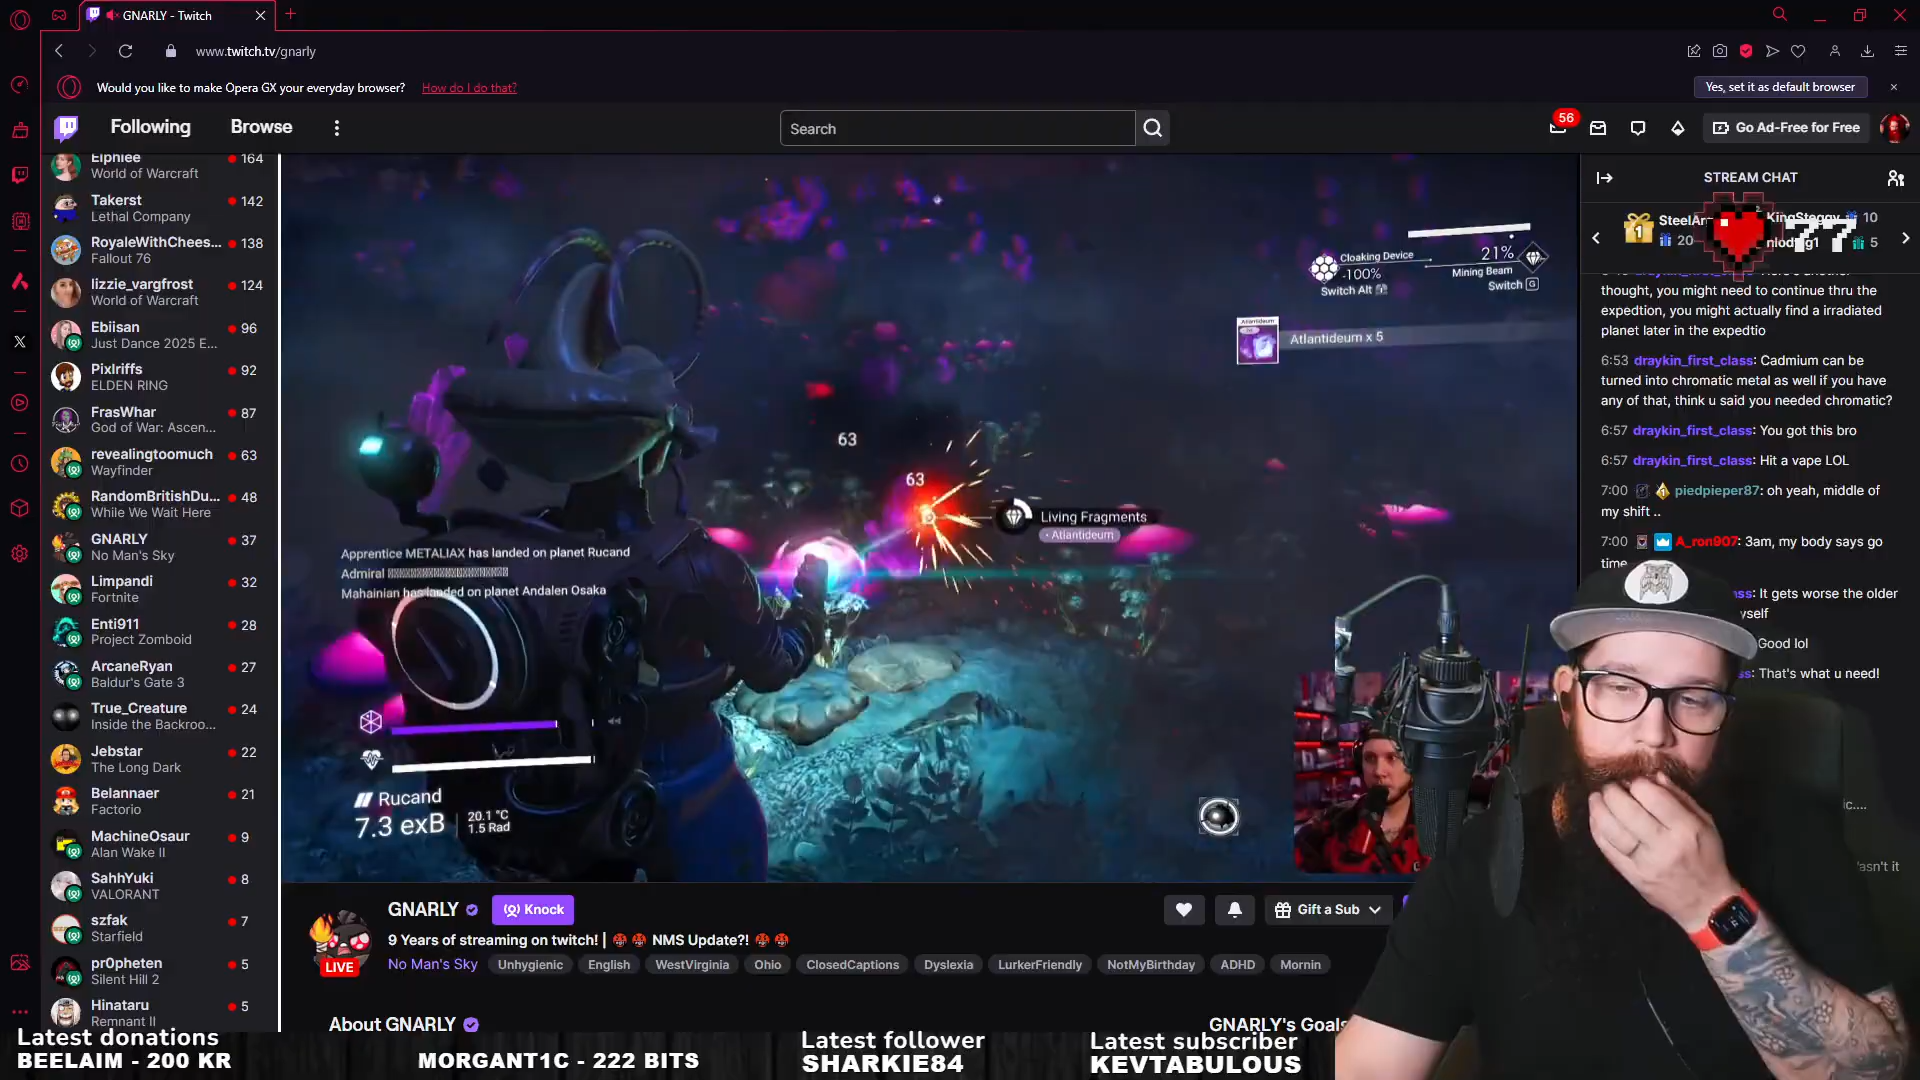 GNARLY - Twitch
www.twitch.tv/gnarly
Would you like to make Opera GX your everyday browser? How do I do that?
Yes, set it as default browser
Following
Browse
Search
56
Go Ad-Free for Free
Elphiee
164
World of Warcraft
Takerst
142
Lethal Company
RoyaleWithChees...
138
Fallout 76
lizzie_vargfrost
124
World of Warcraft
Ebiisan
96
Just Dance 2025 E...
Pixlriffs
92
ELDEN RING
FrasWhar
87
God of War: Ascen...
revealingtoomuch
63
Wayfinder
RandomBritishDu...
48
While We Wait Here
GNARLY
37
No Man's Sky
Limpandi
32
Fortnite
Enti911
28
Project Zomboid
ArcaneRyan
27
Baldur's Gate 3
True_Creature
24
Inside the Backroo...
Jebstar
22
The Long Dark
Belannaer
21
Factorio
MachineOsaur
9
Alan Wake II
SahhYuki
8
VALORANT
szfak
7
Starfield
pr0pheten
5
Silent Hill 2
Hinataru
5
Remnant II
Cloaking Device
-100%
Switch Alt
21%
Mining Beam
Switch G
Atlantideum x 5
63
63
Living Fragments
Atlantideum
Apprentice METALIAX has landed on planet Rucand
Admiral
Mahainian has landed on planet Andalen Osaka
Rucand
7.3 exB
20.1 °C
1.5 Rad
GNARLY
Knock
Gift a Sub
9 Years of streaming on twitch! | NMS Update?!
LIVE
No Man's Sky
Unhygienic
English
WestVirginia
Ohio
ClosedCaptions
Dyslexia
LurkerFriendly
NotMyBirthday
ADHD
Mornin
About GNARLY
GNARLY's Goals
STREAM CHAT
1
SteelAr
20
KingSteggy
10
5
77
thought, you might need to continue thru the
expedtion, you might actually find a irradiated
planet later in the expeditio
6:53 draykin_first_class: Cadmium can be
turned into chromatic metal as well if you have
any of that, think u said you needed chromatic?
6:57 draykin_first_class: You got this bro
6:57 draykin_first_class: Hit a vape LOL
7:00 piedpieper87: oh yeah, middle of
my shift ..
7:00 A_ron907: 3am, my body says go
time
ss: It gets worse the older
yself
Good lol
ss: That's what u need!
Latest donations
BEELAIM - 200 KR
MORGANT1C - 222 BITS
Latest follower
SHARKIE84
Latest subscriber
KEVTABULOUS